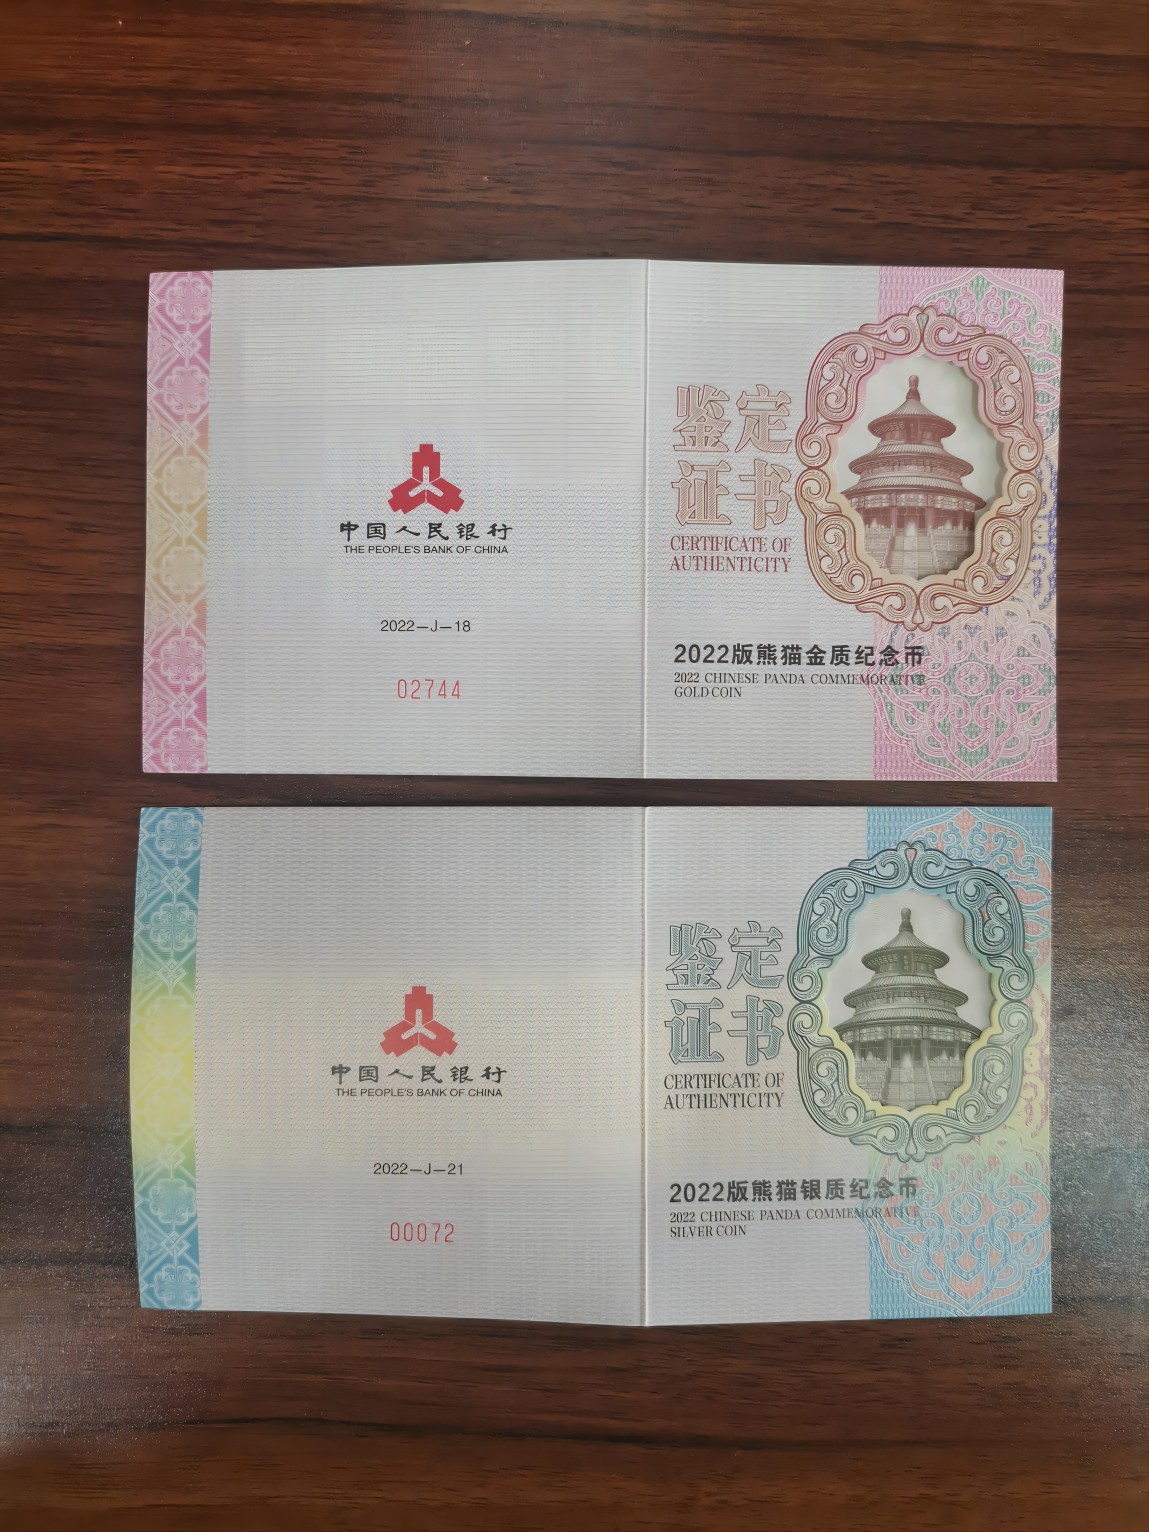 中国人民银行
THE PEOPLE'S BANK OF CHINA
2022—J—18
02744
鉴定
证书
CERTIFICATE OF
AUTHENTICITY
2022版熊猫金质纪念币
2022 CHINESE PANDA COMMEMORATIVE
GOLD COIN
中国人民银行
THE PEOPLE'S BANK OF CHINA
2022—J—21
00072
鉴定
证书
CERTIFICATE OF
AUTHENTICITY
2022版熊猫银质纪念币
2022 CHINESE PANDA COMMEMORATIVE
SILVER COIN